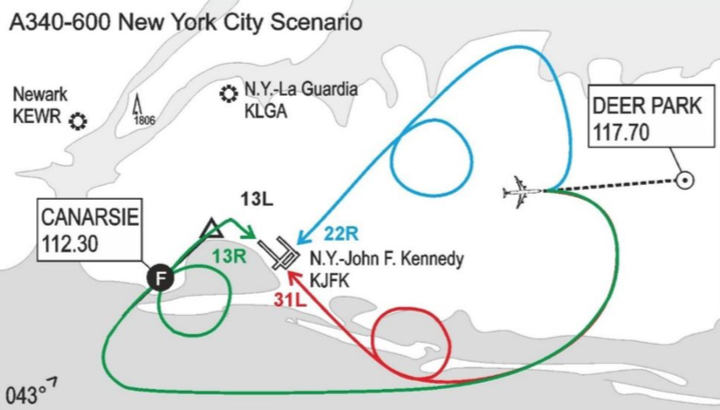 A340-600 New York City Scenario
Newark
KEWR
1806
N.Y.-La Guardia
KLGA
DEER PARK
117.70
CANARSIE
112.30
13L
13R
22R
N.Y.-John F. Kennedy
KJFK
F
31L
043°